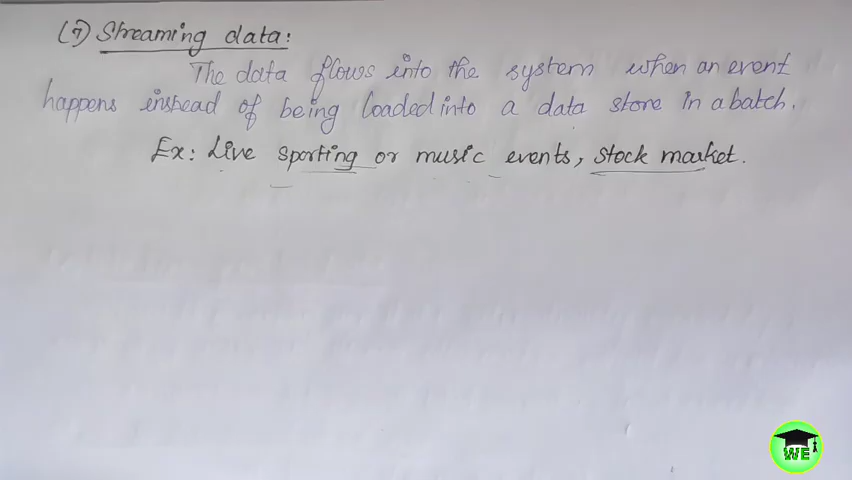 (7) Streaming data:
The data flows into the system when an event
happens instead of being loaded into a data store in a batch.
Ex: Live sporting or music events, stock market.
WE